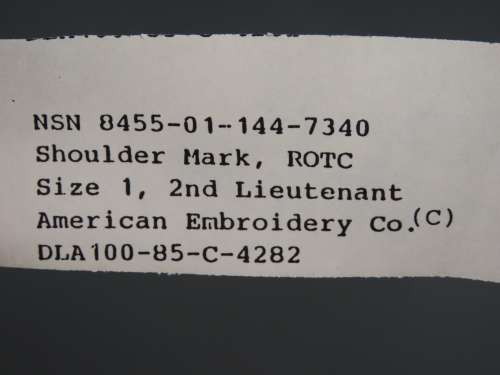 NSN 8455-01-144-7340
Shoulder Mark, ROTC
Size 1, 2nd Lieutenant
American Embroidery Co.(C)
DLA100-85-C-4282